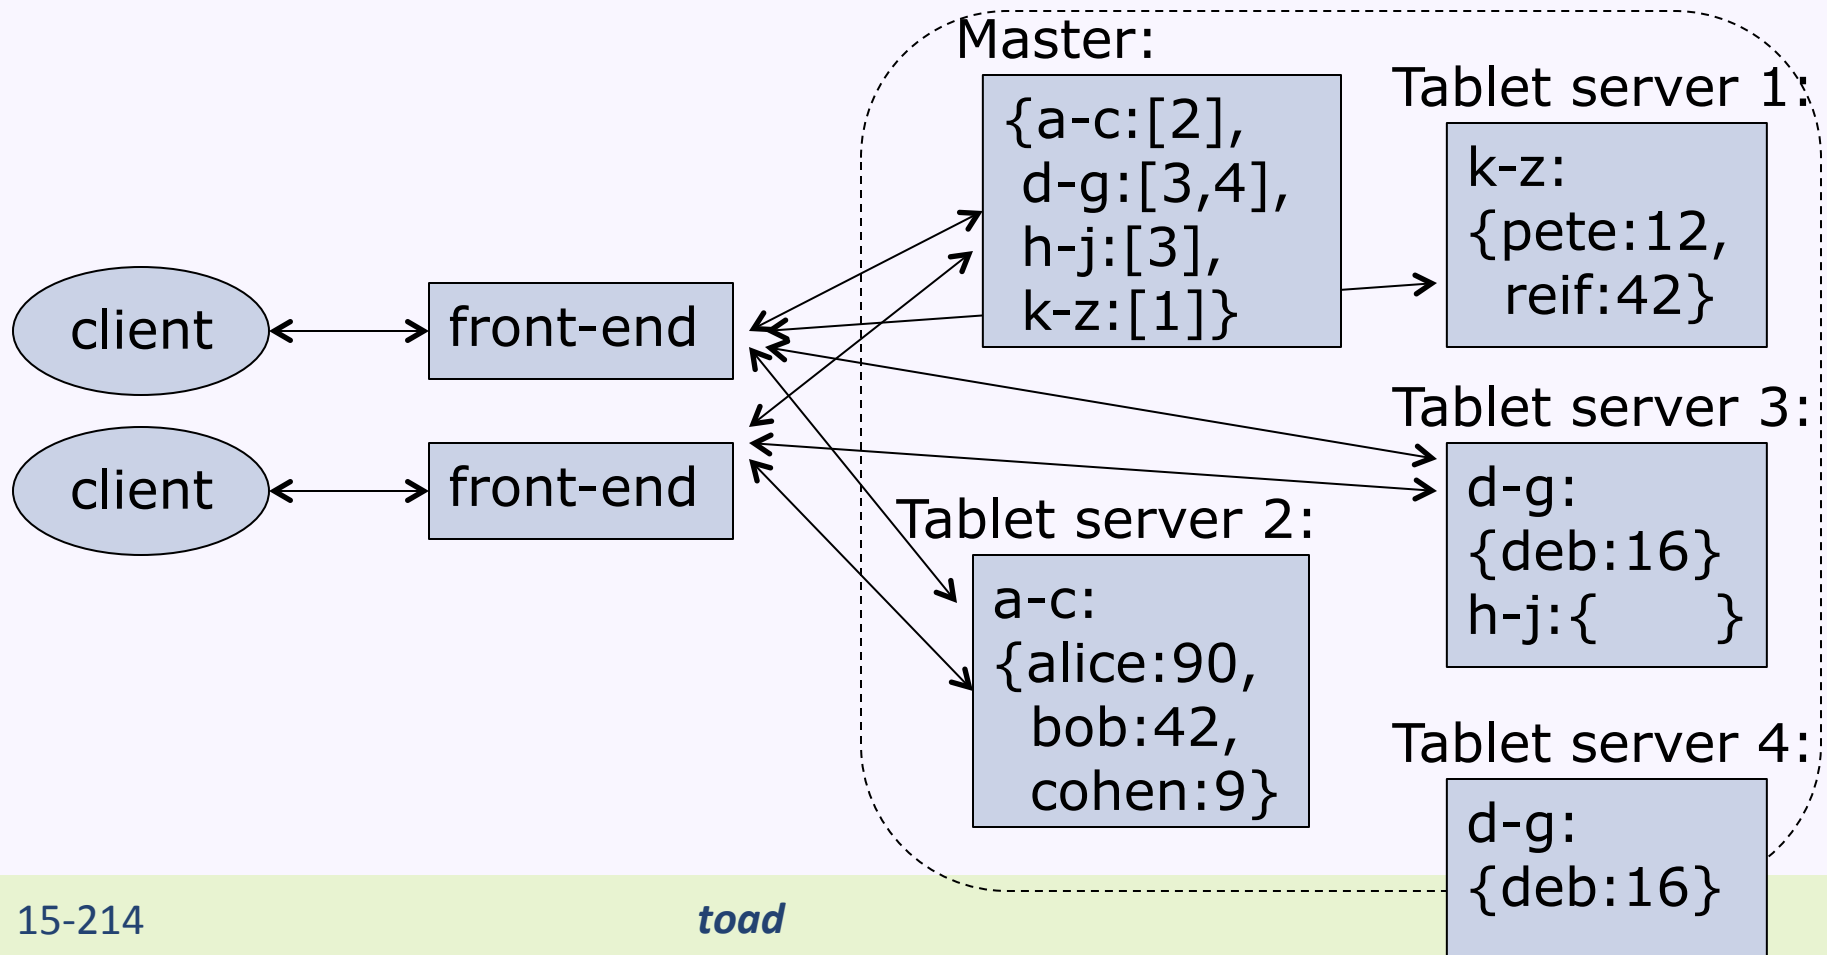 Master:
{a-c:[2],
d-g:[3,4],
h-j:[3],
k-z:[1]}
Tablet server 1:
k-z:
{pete:12,
reif:42}
client
front-end
client
front-end
Tablet server 2:
a-c:
{alice:90,
bob:42,
cohen:9}
Tablet server 3:
d-g:
{deb:16}
h-j:{ }
Tablet server 4:
d-g:
{deb:16}
15-214
toad